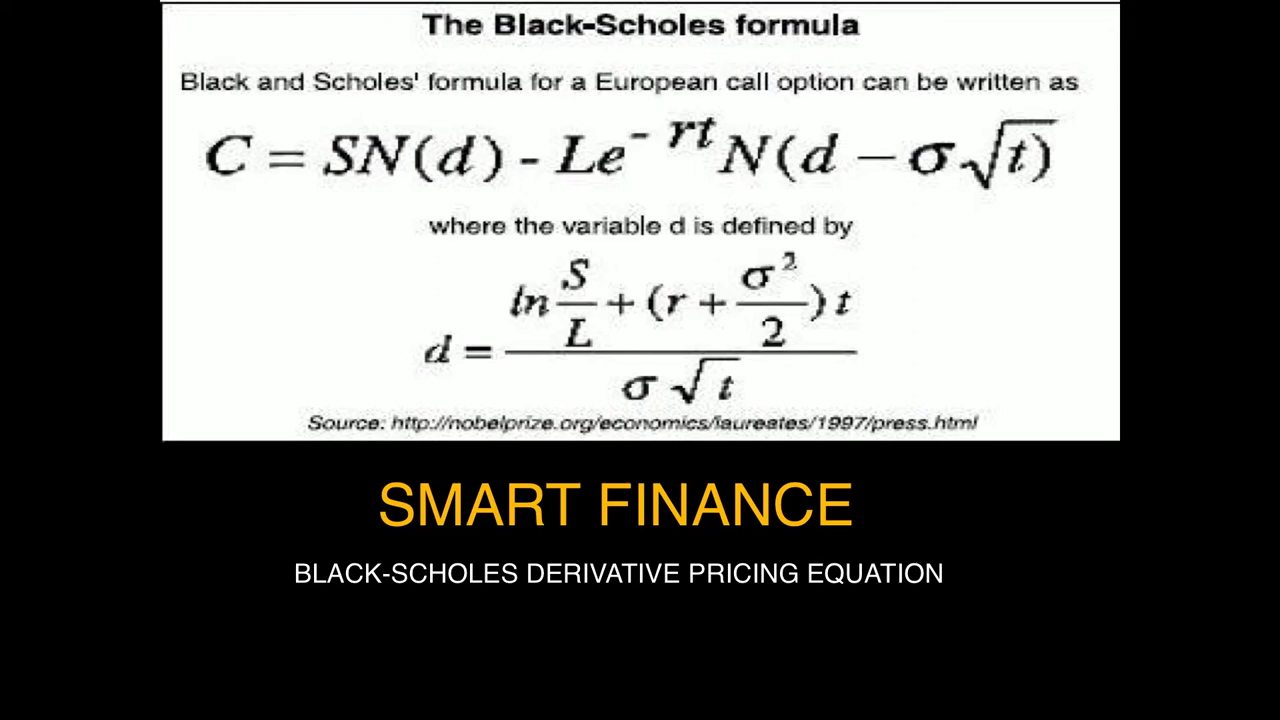 The Black-Scholes formula
Black and Scholes' formula for a European call option can be written as
C = SN(d) - Le^{- rt} N(d − σ√t)
where the variable d is defined by
d = (ln S/L + (r + σ²/2) t) / (σ √t)
Source: http://nobelprize.org/economics/laureates/1997/press.html
SMART FINANCE
BLACK-SCHOLES DERIVATIVE PRICING EQUATION